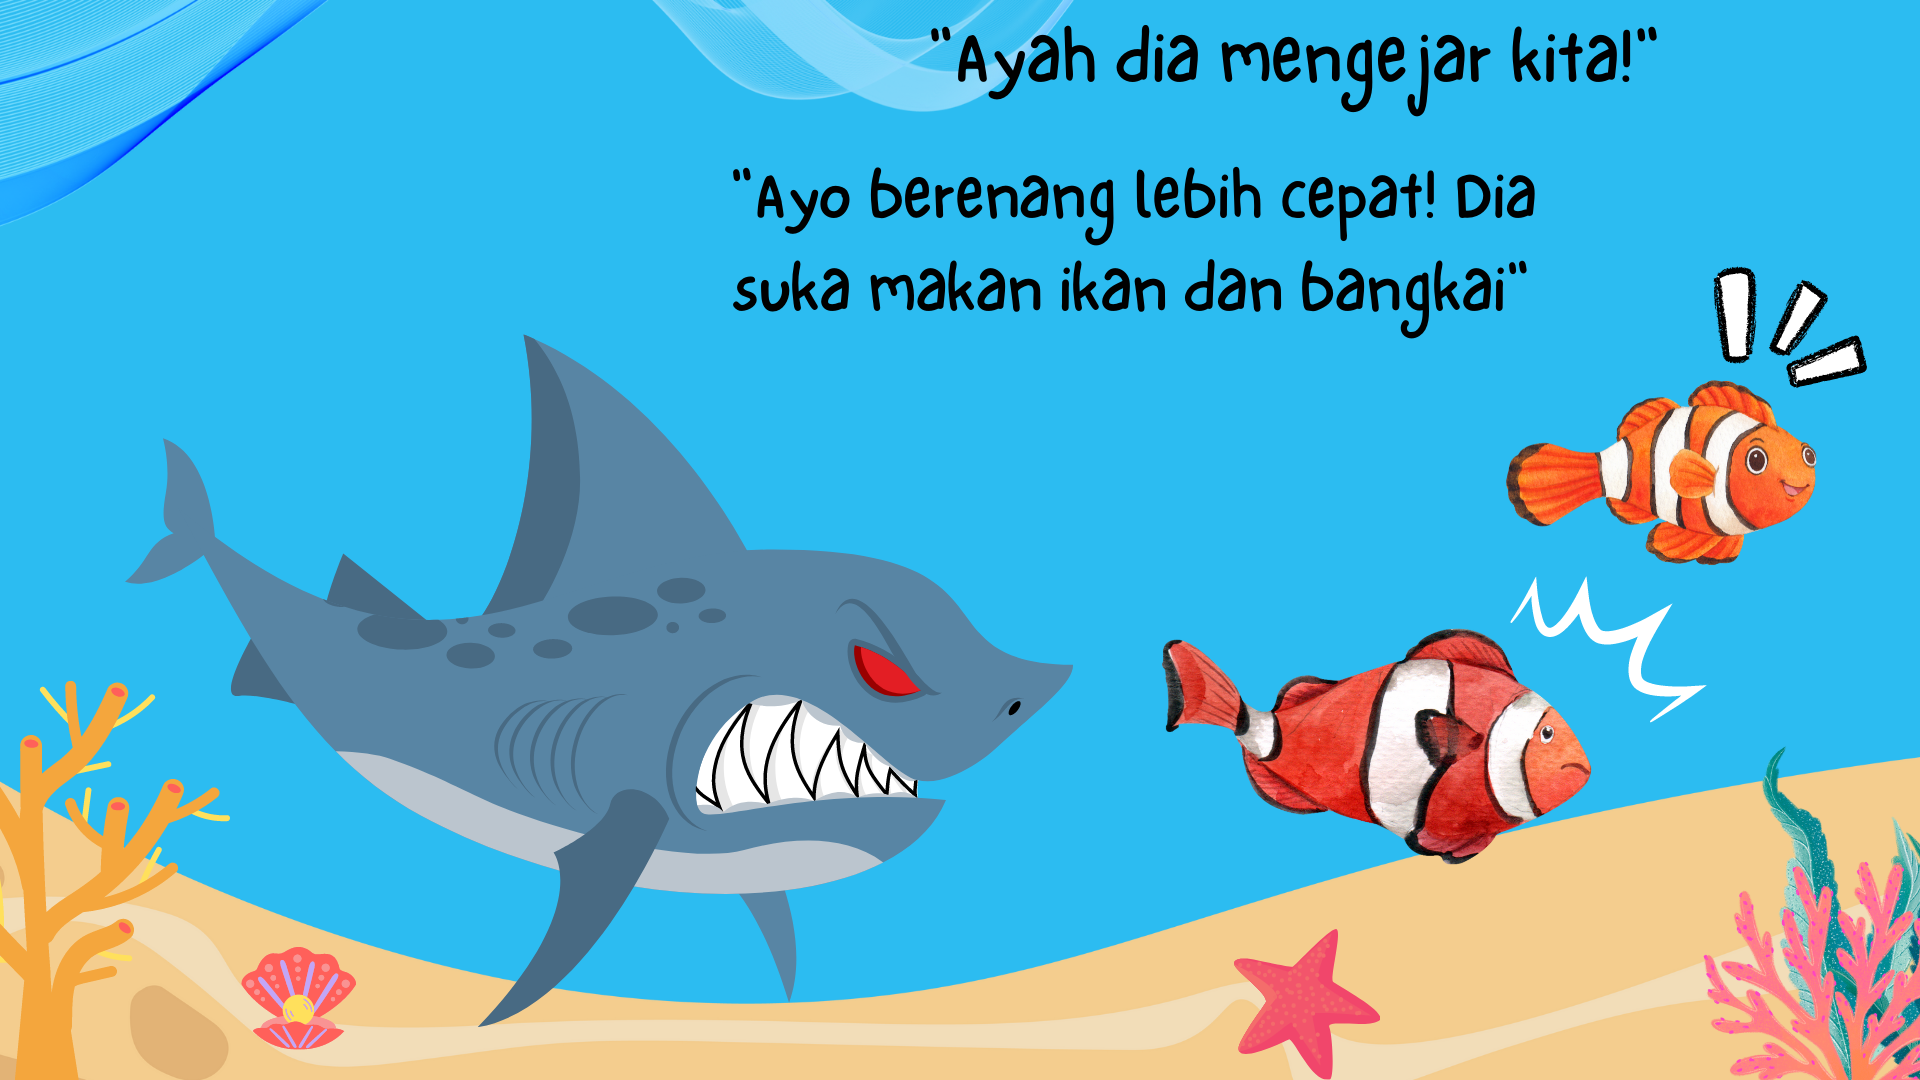 "Ayah dia mengejar kita!"
"Ayo berenang lebih cepat! Dia
suka makan ikan dan bangkai"